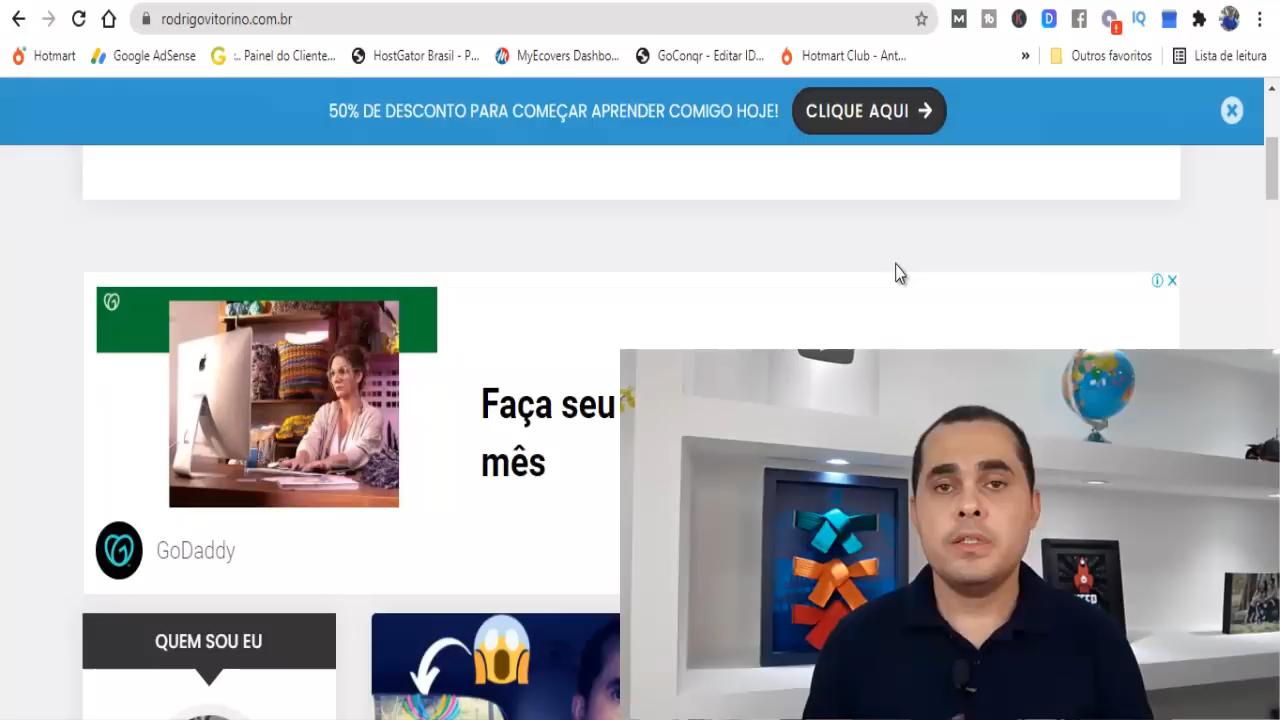 rodrigovitorino.com.br
Hotmart
Google AdSense
:. Painel do Cliente...
HostGator Brasil - P...
MyEcovers Dashbo...
GoConqr - Editar ID...
Hotmart Club - Ant...
»
Outros favoritos
Lista de leitura
50% DE DESCONTO PARA COMEÇAR APRENDER COMIGO HOJE!
CLIQUE AQUI
Faça seu
mês
GoDaddy
QUEM SOU EU